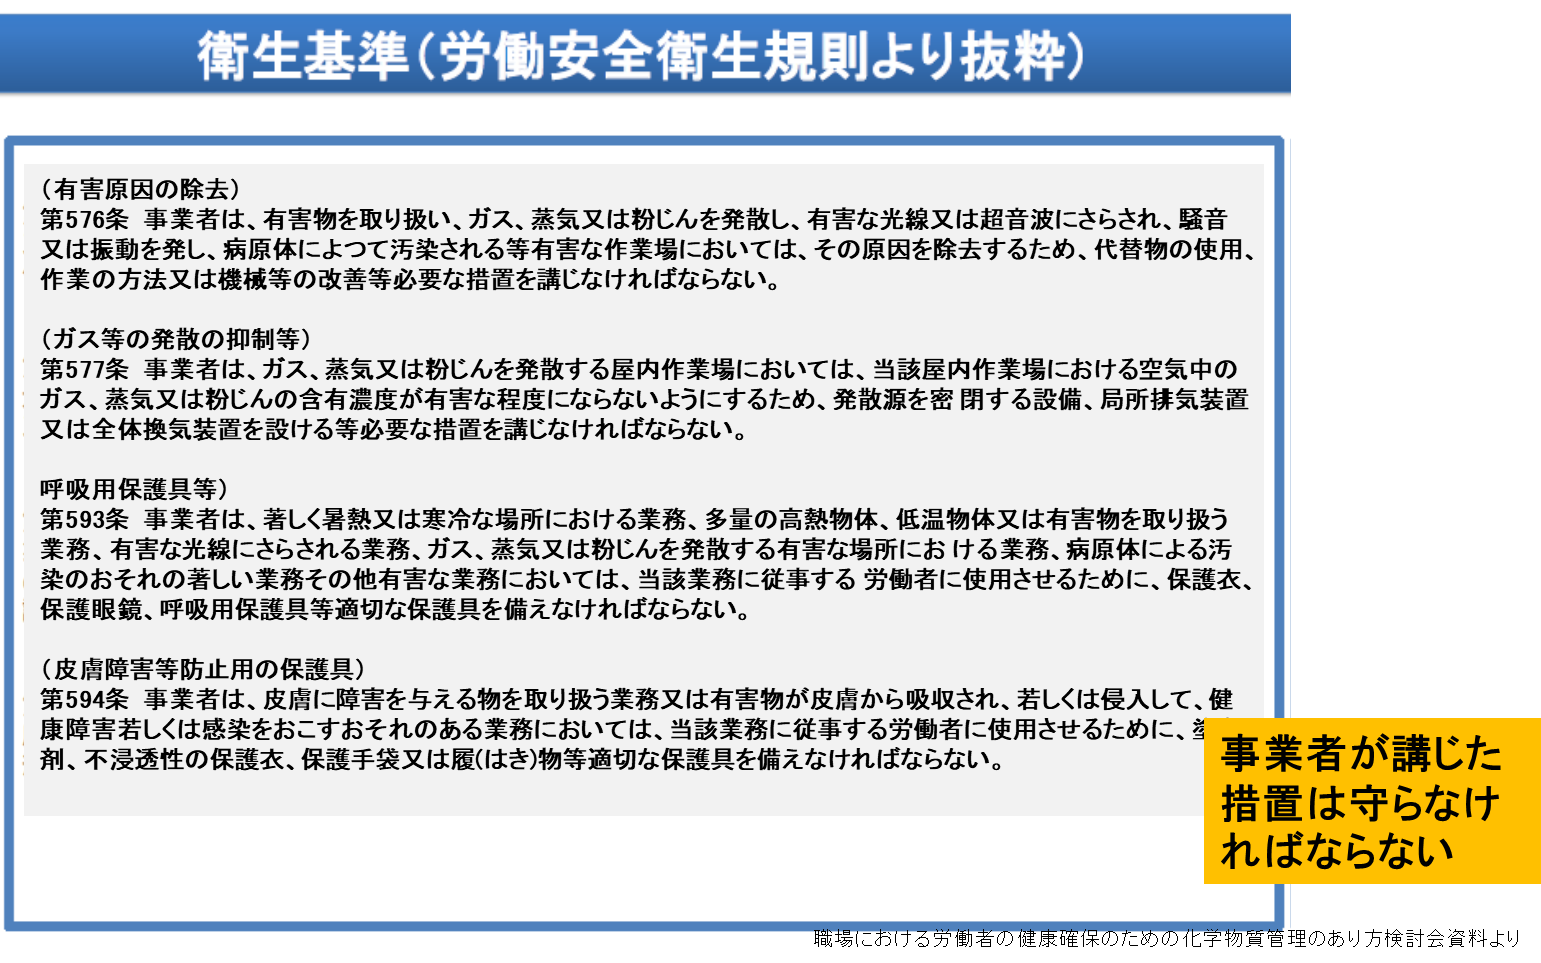 衛生基準（労働安全衛生規則より抜粋）
（有害原因の除去）
第576条　事業者は、有害物を取り扱い、ガス、蒸気又は粉じんを発散し、有害な光線又は超音波にさらされ、騒音
又は振動を発し、病原体によつて汚染される等有害な作業場においては、その原因を除去するため、代替物の使用、
作業の方法又は機械等の改善等必要な措置を講じなければならない。
（ガス等の発散の抑制等）
第577条　事業者は、ガス、蒸気又は粉じんを発散する屋内作業場においては、当該屋内作業場における空気中の
ガス、蒸気又は粉じんの含有濃度が有害な程度にならないようにするため、発散源を密 閉する設備、局所排気装置
又は全体換気装置を設ける等必要な措置を講じなければならない。
呼吸用保護具等）
第593条　事業者は、著しく暑熱又は寒冷な場所における業務、多量の高熱物体、低温物体又は有害物を取り扱う
業務、有害な光線にさらされる業務、ガス、蒸気又は粉じんを発散する有害な場所にお ける業務、病原体による汚
染のおそれの著しい業務その他有害な業務においては、当該業務に従事する 労働者に使用させるために、保護衣、
保護眼鏡、呼吸用保護具等適切な保護具を備えなければならない。
（皮膚障害等防止用の保護具）
第594条　事業者は、皮膚に障害を与える物を取り扱う業務又は有害物が皮膚から吸収され、若しくは侵入して、健
康障害若しくは感染をおこすおそれのある業務においては、当該業務に従事する労働者に使用させるために、
剤、不浸透性の保護衣、保護手袋又は履(はき)物等適切な保護具を備えなければならない。
事業者が講じた
措置は守らなけ
ればならない
職場における労働者の健康確保のための化学物質管理のあり方検討会資料より